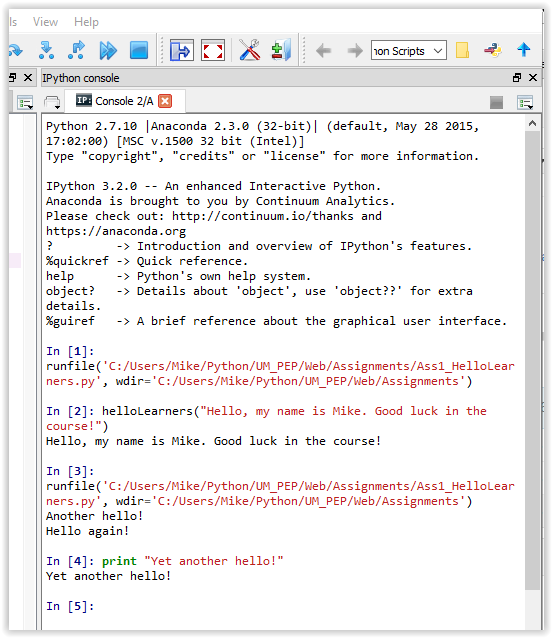 ls View Help
non Scripts
IPython console
IP: Console 2/A
Python 2.7.10 |Anaconda 2.3.0 (32-bit)| (default, May 28 2015,
17:02:00) [MSC v.1500 32 bit (Intel)]
Type "copyright", "credits" or "license" for more information.
IPython 3.2.0 -- An enhanced Interactive Python.
Anaconda is brought to you by Continuum Analytics.
Please check out: http://continuum.io/thanks and
https://anaconda.org
? -> Introduction and overview of IPython's features.
%quickref -> Quick reference.
help -> Python's own help system.
object? -> Details about 'object', use 'object??' for extra
details.
%guiref -> A brief reference about the graphical user interface.
In [1]:
runfile('C:/Users/Mike/Python/UM_PEP/Web/Assignments/Ass1_HelloLear
ners.py', wdir='C:/Users/Mike/Python/UM_PEP/Web/Assignments')
In [2]: helloLearners("Hello, my name is Mike. Good luck in the
course!")
Hello, my name is Mike. Good luck in the course!
In [3]:
runfile('C:/Users/Mike/Python/UM_PEP/Web/Assignments/Ass1_HelloLear
ners.py', wdir='C:/Users/Mike/Python/UM_PEP/Web/Assignments')
Another hello!
Hello again!
In [4]: print "Yet another hello!"
Yet another hello!
In [5]: